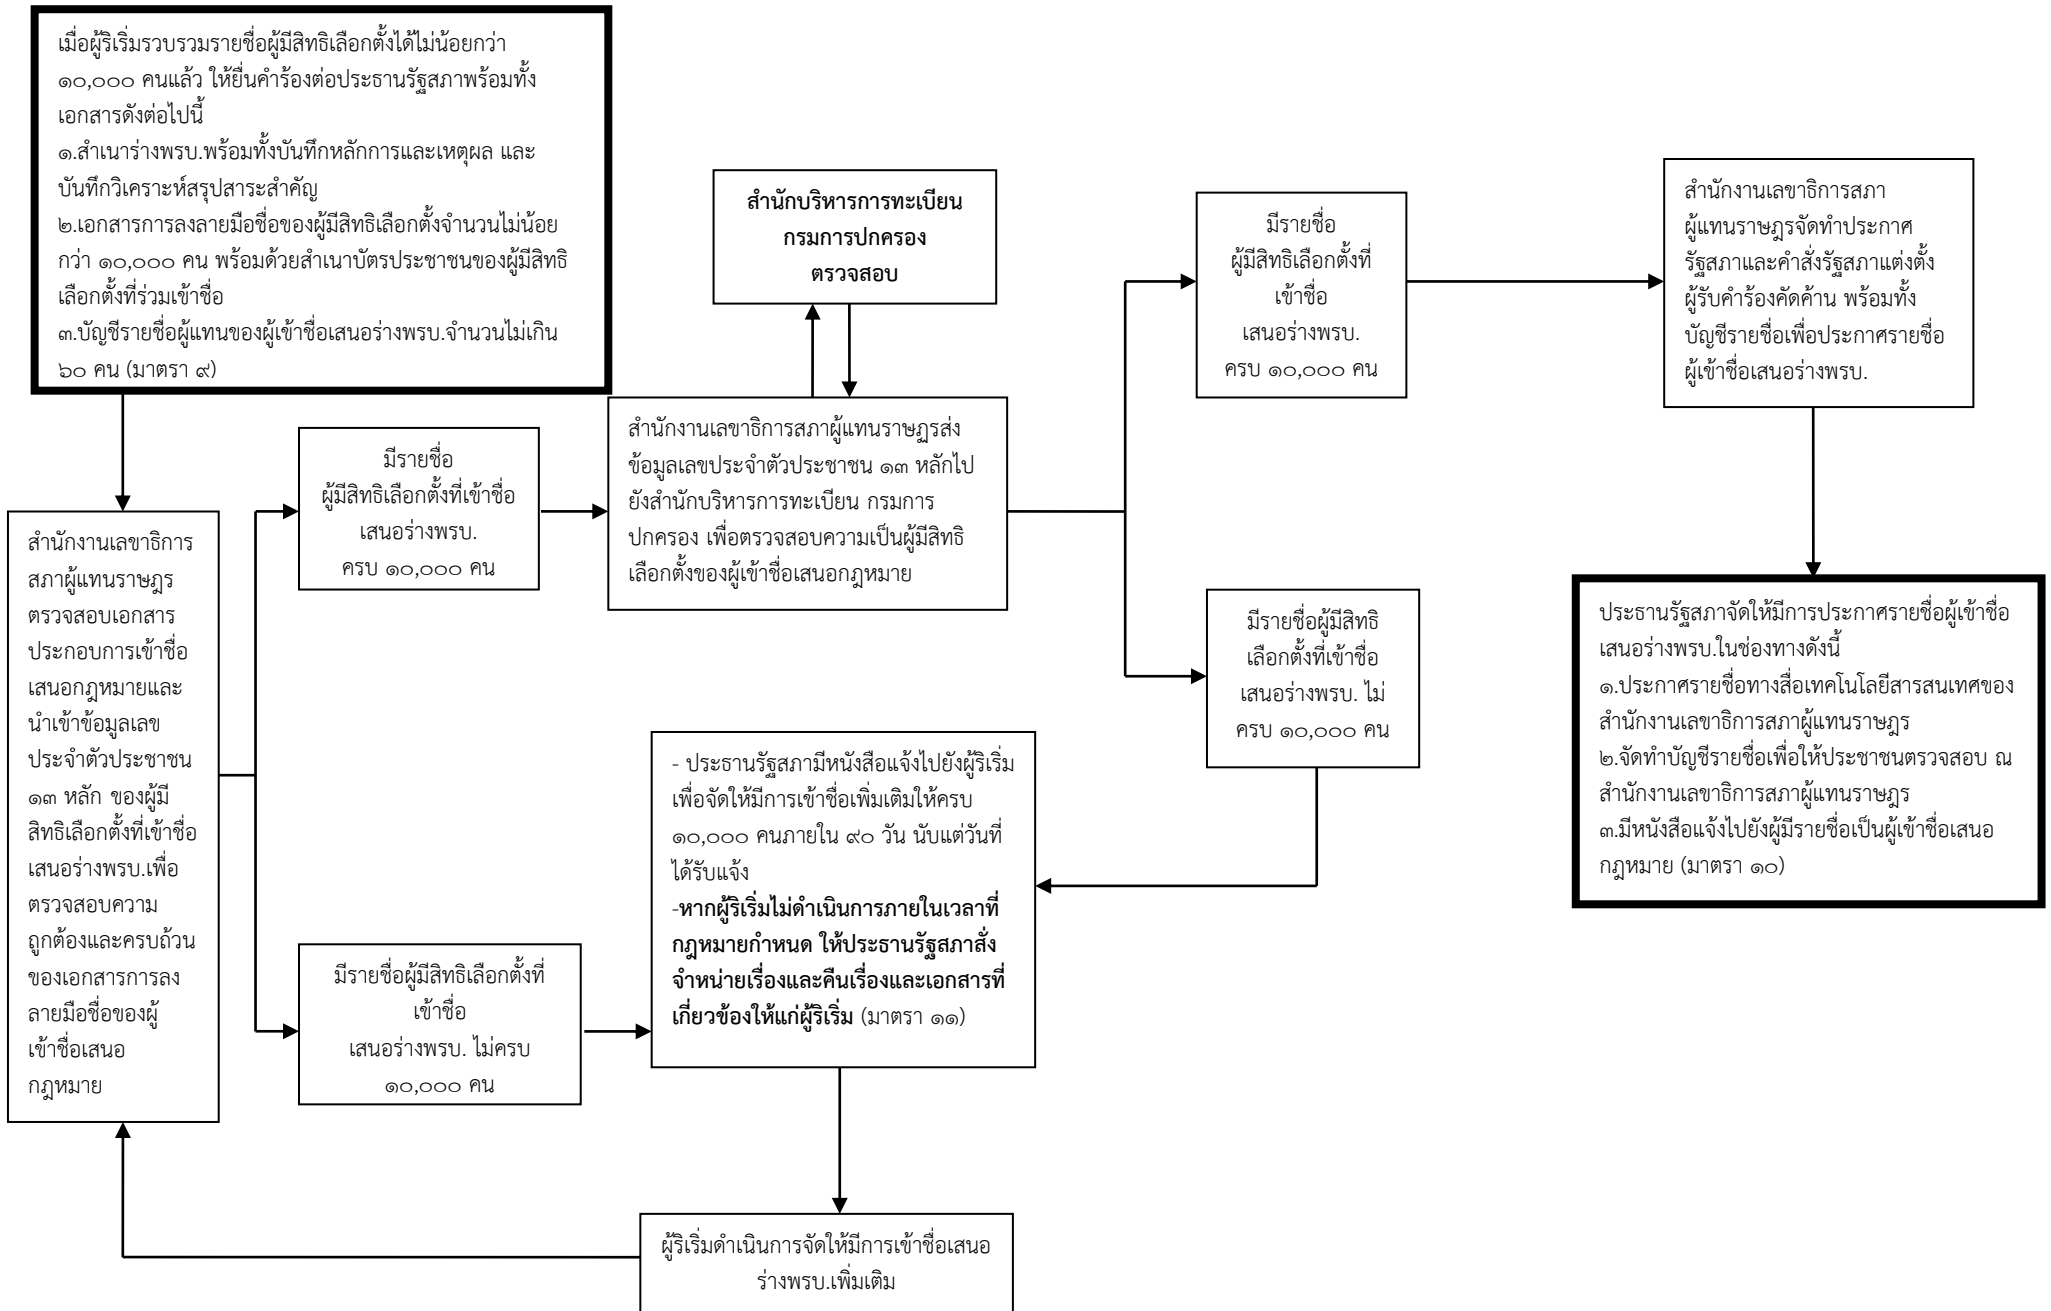 เมื่อผู้ริเริ่มรวบรวมรายชื่อผู้มีสิทธิเลือกตั้งได้ไม่น้อยกว่า
๑๐,๐๐๐ คนแล้ว ให้ยื่นคำร้องต่อประธานรัฐสภาพร้อมทั้ง
เอกสารดังต่อไปนี้
๑.สำเนาร่างพรบ.พร้อมทั้งบันทึกหลักการและเหตุผล และ
บันทึกวิเคราะห์สรุปสาระสำคัญ
๒.เอกสารการลงลายมือชื่อของผู้มีสิทธิเลือกตั้งจำนวนไม่น้อย
กว่า ๑๐,๐๐๐ คน พร้อมด้วยสำเนาบัตรประชาชนของผู้มีสิทธิ
เลือกตั้งที่ร่วมเข้าชื่อ
๓.บัญชีรายชื่อผู้แทนของผู้เข้าชื่อเสนอร่างพรบ.จำนวนไม่เกิน
๖๐ คน (มาตรา ๙)
สำนักงานเลขาธิการ
สภาผู้แทนราษฎร
ตรวจสอบเอกสาร
ประกอบการเข้าชื่อ
เสนอกฎหมายและ
นำเข้าข้อมูลเลข
ประจำตัวประชาชน
๑๓ หลัก ของผู้มี
สิทธิเลือกตั้งที่เข้าชื่อ
เสนอร่างพรบ.เพื่อ
ตรวจสอบความ
ถูกต้องและครบถ้วน
ของเอกสารการลง
ลายมือชื่อของผู้
เข้าชื่อเสนอ
กฎหมาย
มีรายชื่อ
ผู้มีสิทธิเลือกตั้งที่เข้าชื่อ
เสนอร่างพรบ.
ครบ ๑๐,๐๐๐ คน
สำนักงานเลขาธิการสภาผู้แทนราษฎรส่ง
ข้อมูลเลขประจำตัวประชาชน ๑๓ หลักไป
ยังสำนักบริหารการทะเบียน กรมการ
ปกครอง เพื่อตรวจสอบความเป็นผู้มีสิทธิ
เลือกตั้งของผู้เข้าชื่อเสนอกฎหมาย
สำนักบริหารการทะเบียน
กรมการปกครอง
ตรวจสอบ
มีรายชื่อ
ผู้มีสิทธิเลือกตั้งที่
เข้าชื่อ
เสนอร่างพรบ.
ครบ ๑๐,๐๐๐ คน
สำนักงานเลขาธิการสภา
ผู้แทนราษฎรจัดทำประกาศ
รัฐสภาและคำสั่งรัฐสภาแต่งตั้ง
ผู้รับคำร้องคัดค้าน พร้อมทั้ง
บัญชีรายชื่อเพื่อประกาศรายชื่อ
ผู้เข้าชื่อเสนอร่างพรบ.
ประธานรัฐสภาจัดให้มีการประกาศรายชื่อผู้เข้าชื่อ
เสนอร่างพรบ.ในช่องทางดังนี้
๑.ประกาศรายชื่อทางสื่อเทคโนโลยีสารสนเทศของ
สำนักงานเลขาธิการสภาผู้แทนราษฎร
๒.จัดทำบัญชีรายชื่อเพื่อให้ประชาชนตรวจสอบ ณ
สำนักงานเลขาธิการสภาผู้แทนราษฎร
๓.มีหนังสือแจ้งไปยังผู้มีรายชื่อเป็นผู้เข้าชื่อเสนอ
กฎหมาย (มาตรา ๑๐)
มีรายชื่อผู้มีสิทธิ
เลือกตั้งที่เข้าชื่อ
เสนอร่างพรบ. ไม่
ครบ ๑๐,๐๐๐ คน
มีรายชื่อผู้มีสิทธิเลือกตั้งที่
เข้าชื่อ
เสนอร่างพรบ. ไม่ครบ
๑๐,๐๐๐ คน
- ประธานรัฐสภามีหนังสือแจ้งไปยังผู้ริเริ่ม
เพื่อจัดให้มีการเข้าชื่อเพิ่มเติมให้ครบ
๑๐,๐๐๐ คนภายใน ๙๐ วัน นับแต่วันที่
ได้รับแจ้ง
-หากผู้ริเริ่มไม่ดำเนินการภายในเวลาที่
กฎหมายกำหนด ให้ประธานรัฐสภาสั่ง
จำหน่ายเรื่องและคืนเรื่องและเอกสารที่
เกี่ยวข้องให้แก่ผู้ริเริ่ม (มาตรา ๑๑)
ผู้ริเริ่มดำเนินการจัดให้มีการเข้าชื่อเสนอ
ร่างพรบ.เพิ่มเติม